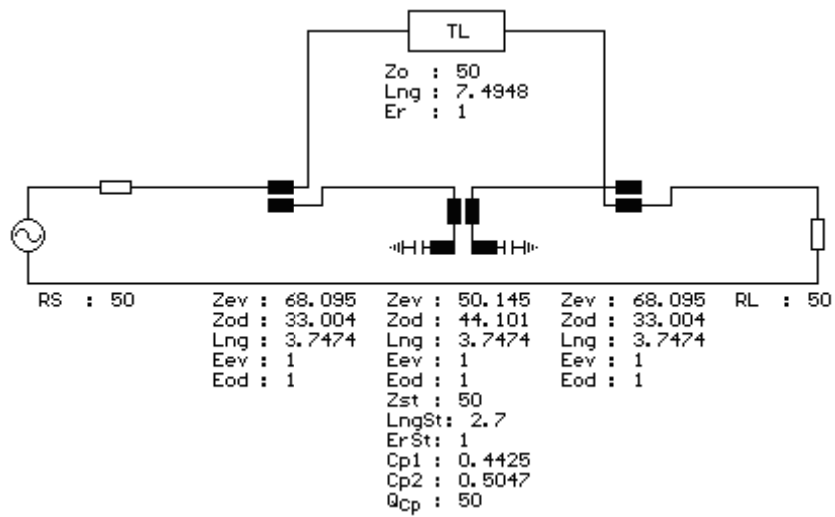 TL
Zo : 50
Lng : 7.4948
Er : 1
RS : 50
Zev : 68.095
Zod : 33.004
Lng : 3.7474
Eev : 1
Eod : 1
Zev : 50.145
Zod : 44.101
Lng : 3.7474
Eev : 1
Eod : 1
Zst : 50
LngSt: 2.7
ErSt: 1
Cp1 : 0.4425
Cp2 : 0.5047
QCp : 50
Zev : 68.095
Zod : 33.004
Lng : 3.7474
Eev : 1
Eod : 1
RL : 50